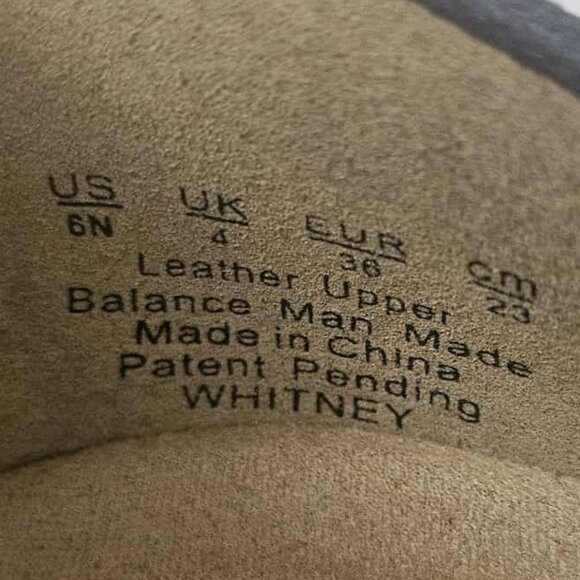 US UK EUR cm
6N 4 36 23
Leather Upper
Balance Man Made
Made in China
Patent Pending
WHITNEY